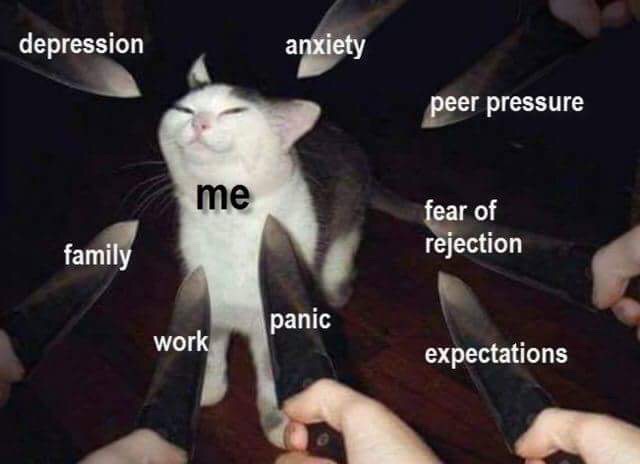 depression
anxiety
peer pressure
me
fear of
rejection
family
panic
work
expectations